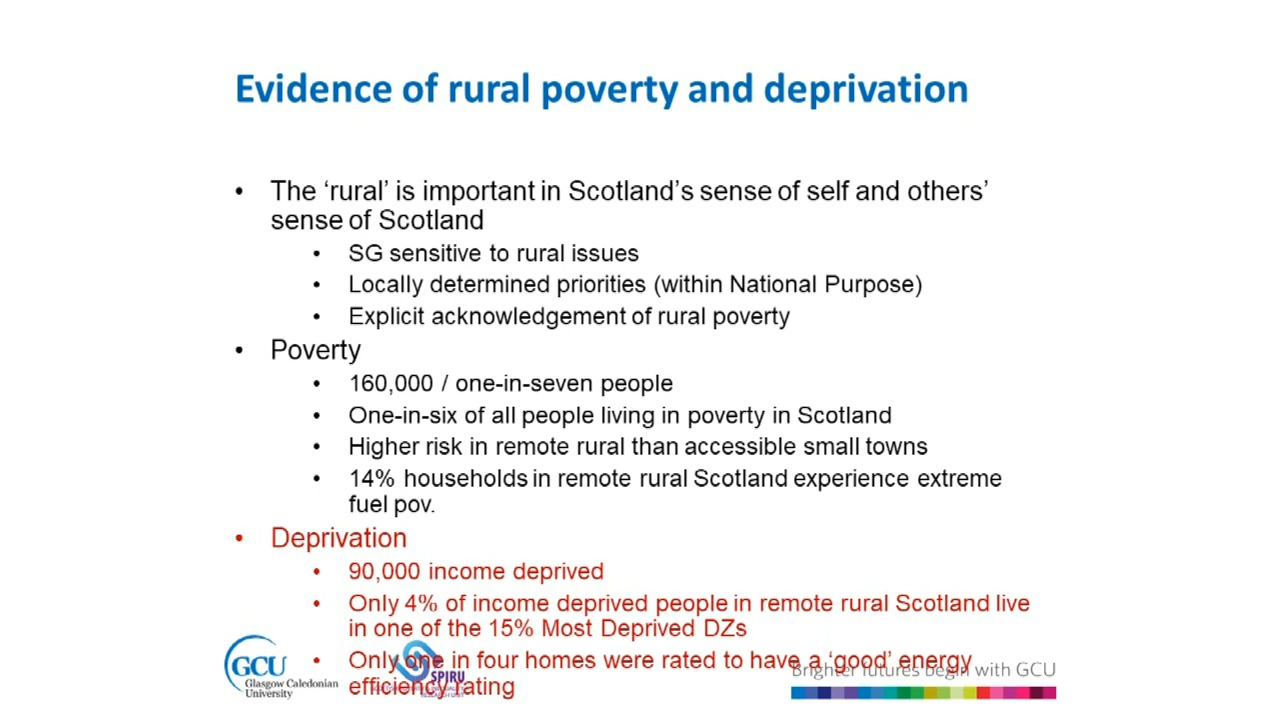 Evidence of rural poverty and deprivation
• The ‘rural’ is important in Scotland’s sense of self and others’
sense of Scotland
• SG sensitive to rural issues
• Locally determined priorities (within National Purpose)
• Explicit acknowledgement of rural poverty
• Poverty
• 160,000 / one-in-seven people
• One-in-six of all people living in poverty in Scotland
• Higher risk in remote rural than accessible small towns
• 14% households in remote rural Scotland experience extreme
fuel pov.
• Deprivation
• 90,000 income deprived
• Only 4% of income deprived people in remote rural Scotland live
in one of the 15% Most Deprived DZs
• Only one in four homes were rated to have a ‘good’ energy
efficiency rating
GCU
Glasgow Caledonian
University
SPIRU
Brighter futures begin with GCU